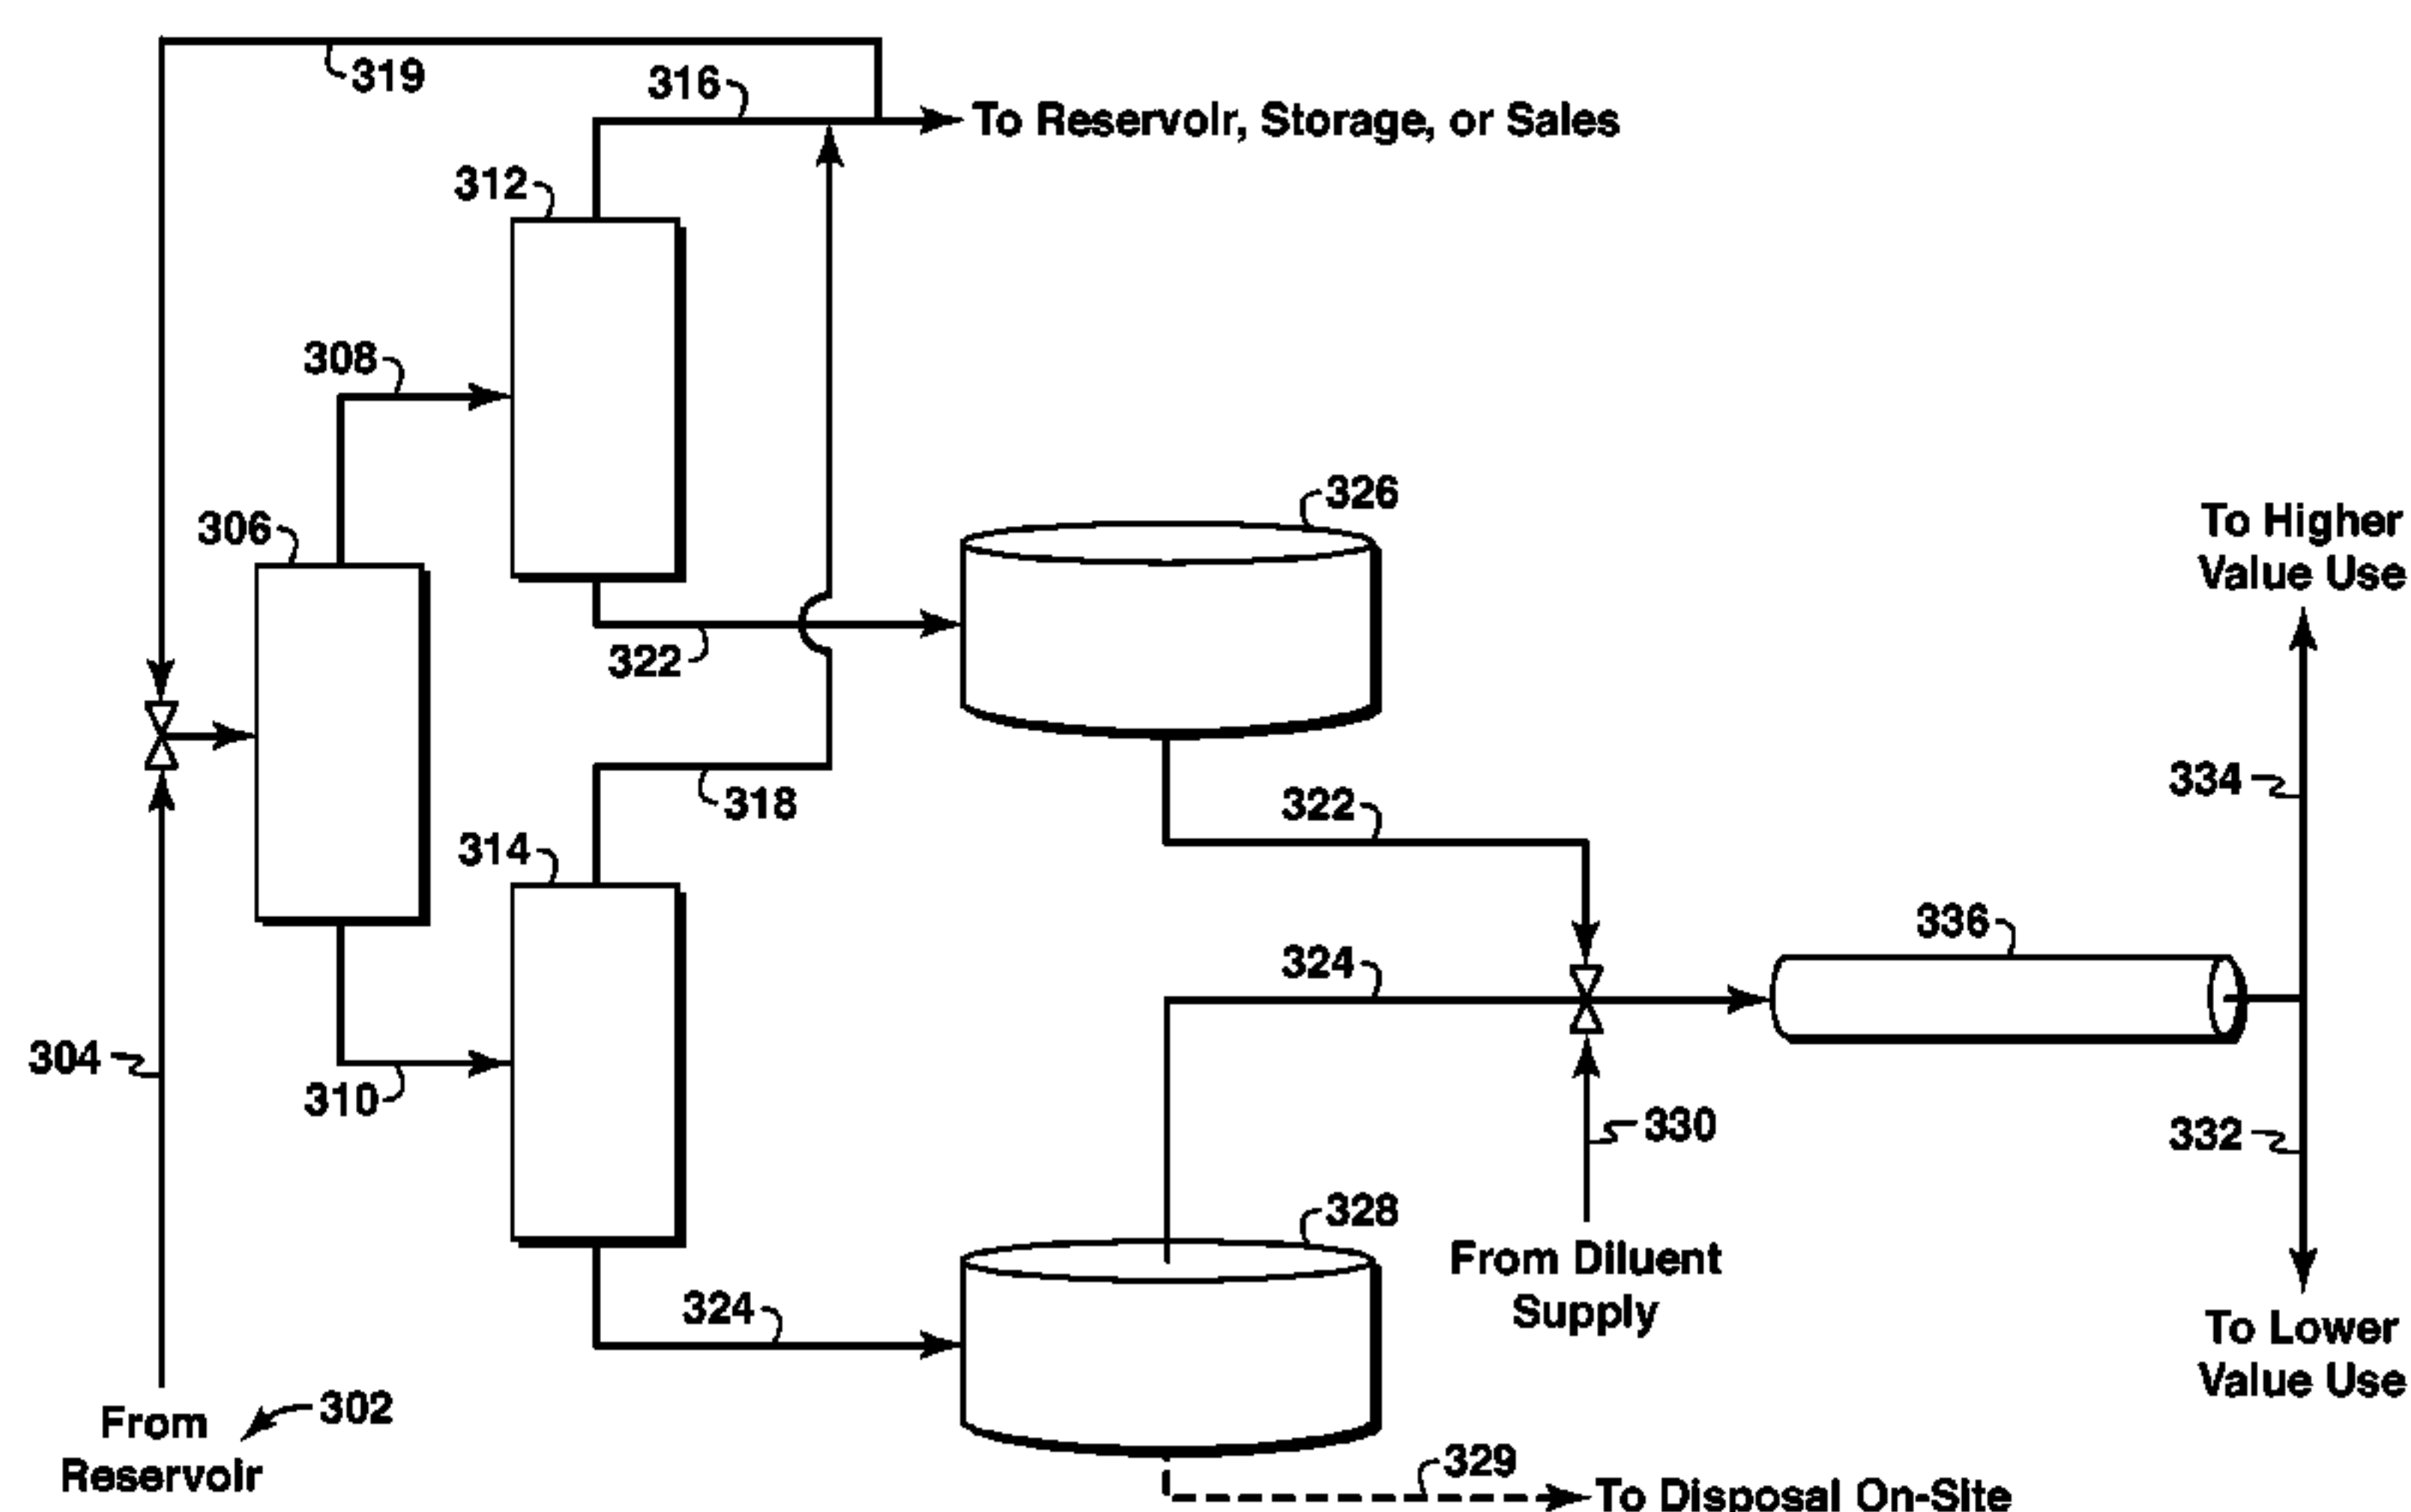 319
316
To Reservoir, Storage, or Sales
312
308
326
306
To Higher
Value Use
322
318
322
334
314
336
324
304
310
330
332
328
From Diluent
Supply
324
To Lower
Value Use
302
From
Reservoir
329
To Disposal On-Site